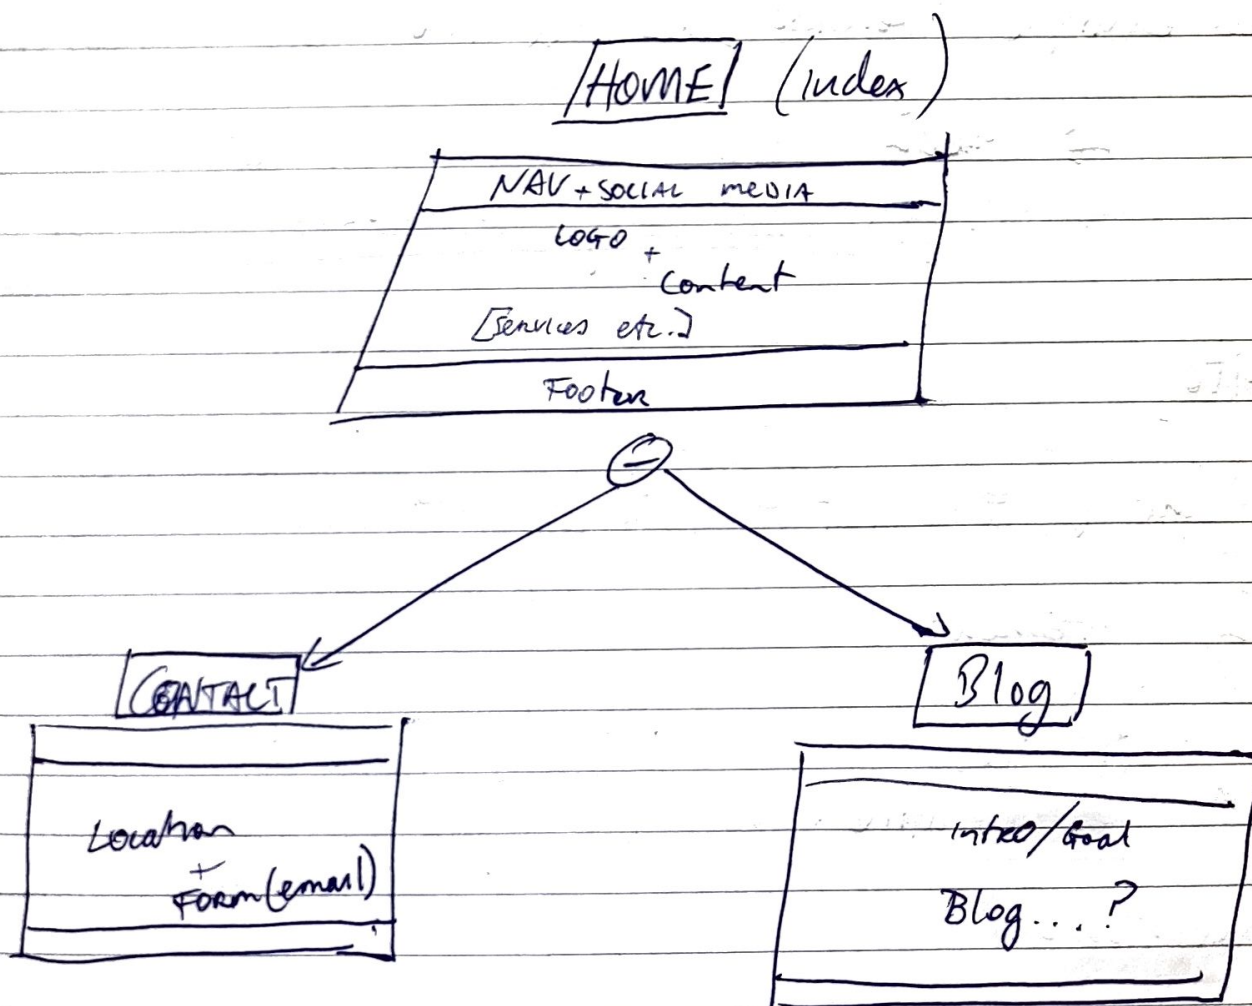 HOME (index)
NAV + SOCIAL MEDIA
LOGO
+
Content
[Services etc.]
Footer
CONTACT
Blog
Location
+
FORM (email)
Intro/Goal
Blog...?